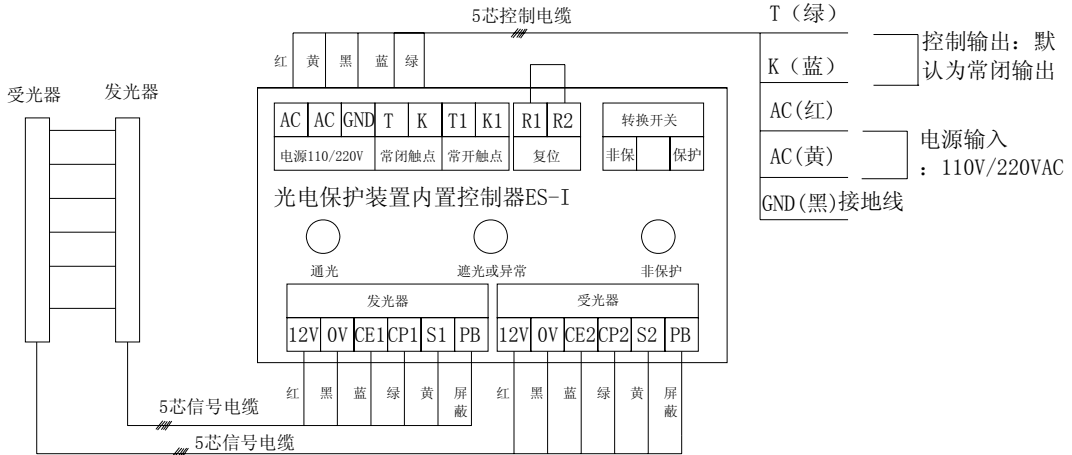 5芯控制电缆
T（绿）
K（蓝）
控制输出：默
认为常闭输出
AC(红)
AC(黄)
电源输入
：110V/220VAC
GND(黑)接地线
受光器
发光器
红 黄 黑 蓝 绿
AC AC GND T K T1 K1 R1 R2 转换开关
电源110/220V 常闭触点 常开触点 复位 非保 保护
光电保护装置内置控制器ES-I
通光 遮光或异常 非保护
发光器 受光器
12V 0V CE1 CP1 S1 PB 12V 0V CE2 CP2 S2 PB
红 黑 蓝 绿 黄 屏蔽 红 黑 蓝 绿 黄 屏蔽
5芯信号电缆
5芯信号电缆